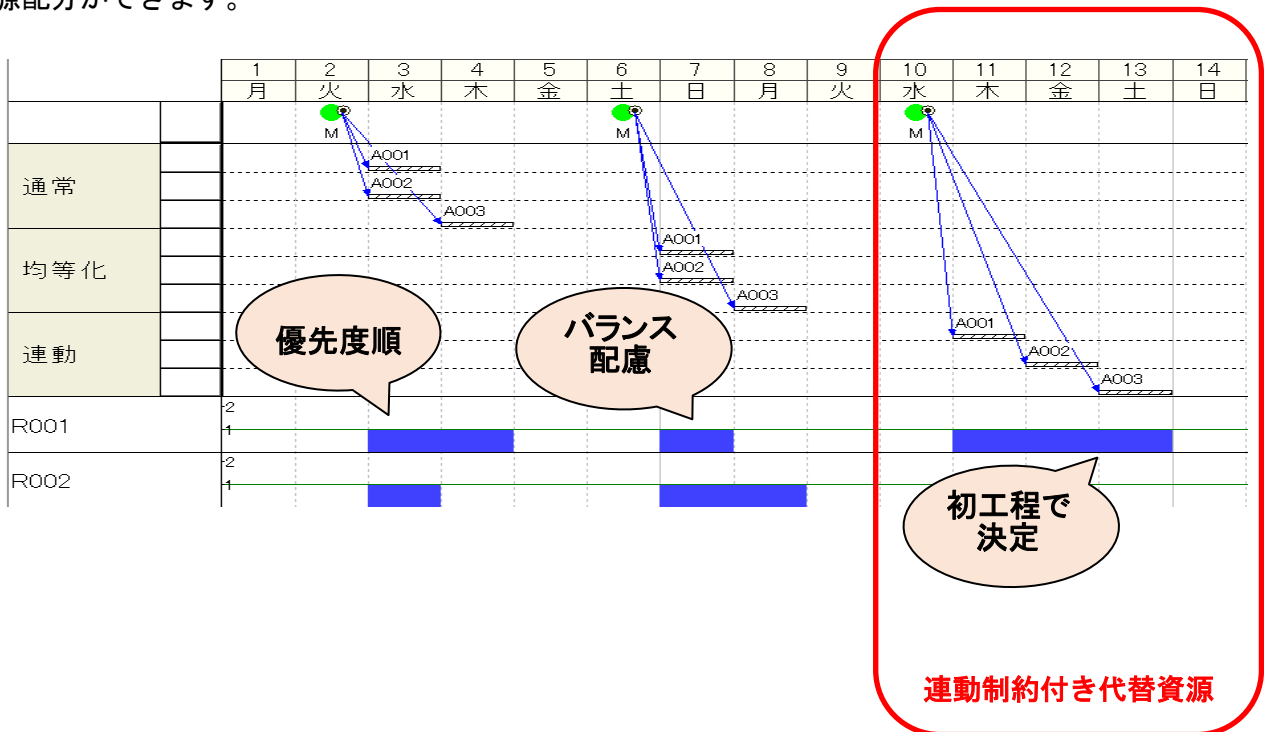 源配分ができます。
1 2 3 4 5 6 7 8 9 10 11 12 13 14
月 火 水 木 金 土 日 月 火 水 木 金 土 日
M M M
通常
A001
A002
A003
均等化
A001
A002
A003
連動
A001
A002
A003
優先度順
バランス
配慮
R001
2
1
R002
2
1
初工程で
決定
連動制約付き代替資源